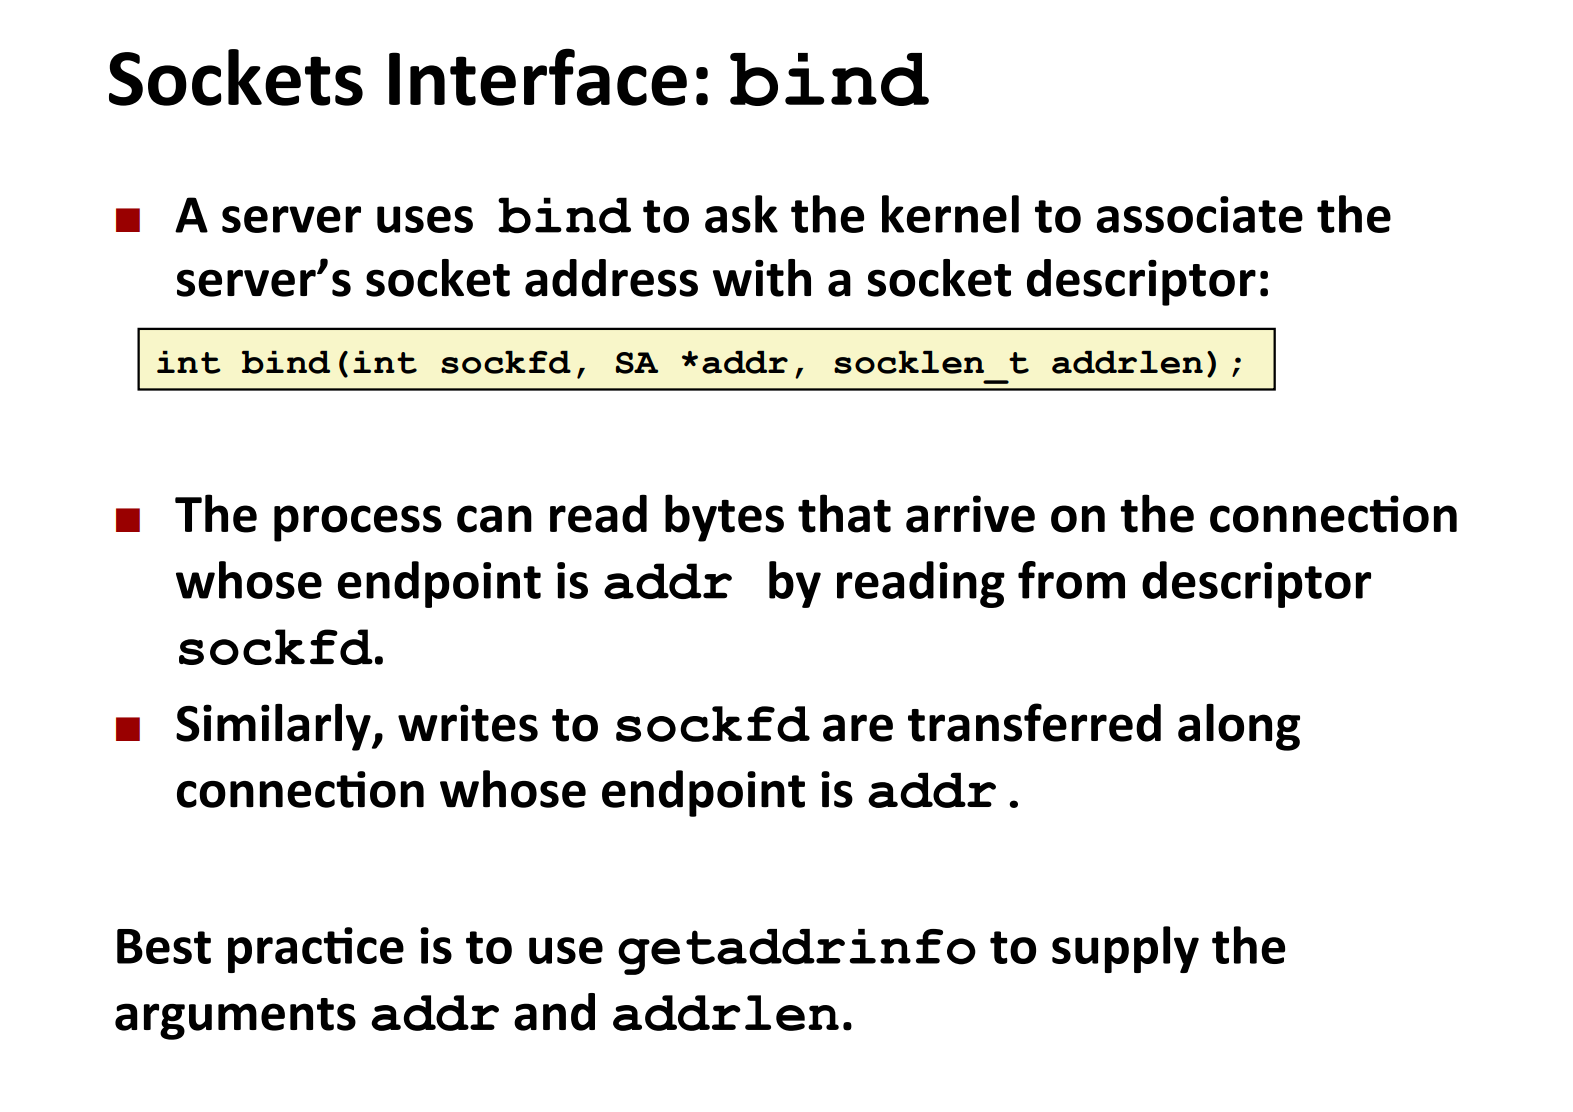 Sockets Interface: bind
■ A server uses bind to ask the kernel to associate the
server’s socket address with a socket descriptor:
int bind(int sockfd, SA *addr, socklen_t addrlen);
■ The process can read bytes that arrive on the connection
whose endpoint is addr by reading from descriptor
sockfd.
■ Similarly, writes to sockfd are transferred along
connection whose endpoint is addr.
Best practice is to use getaddrinfo to supply the
arguments addr and addrlen.